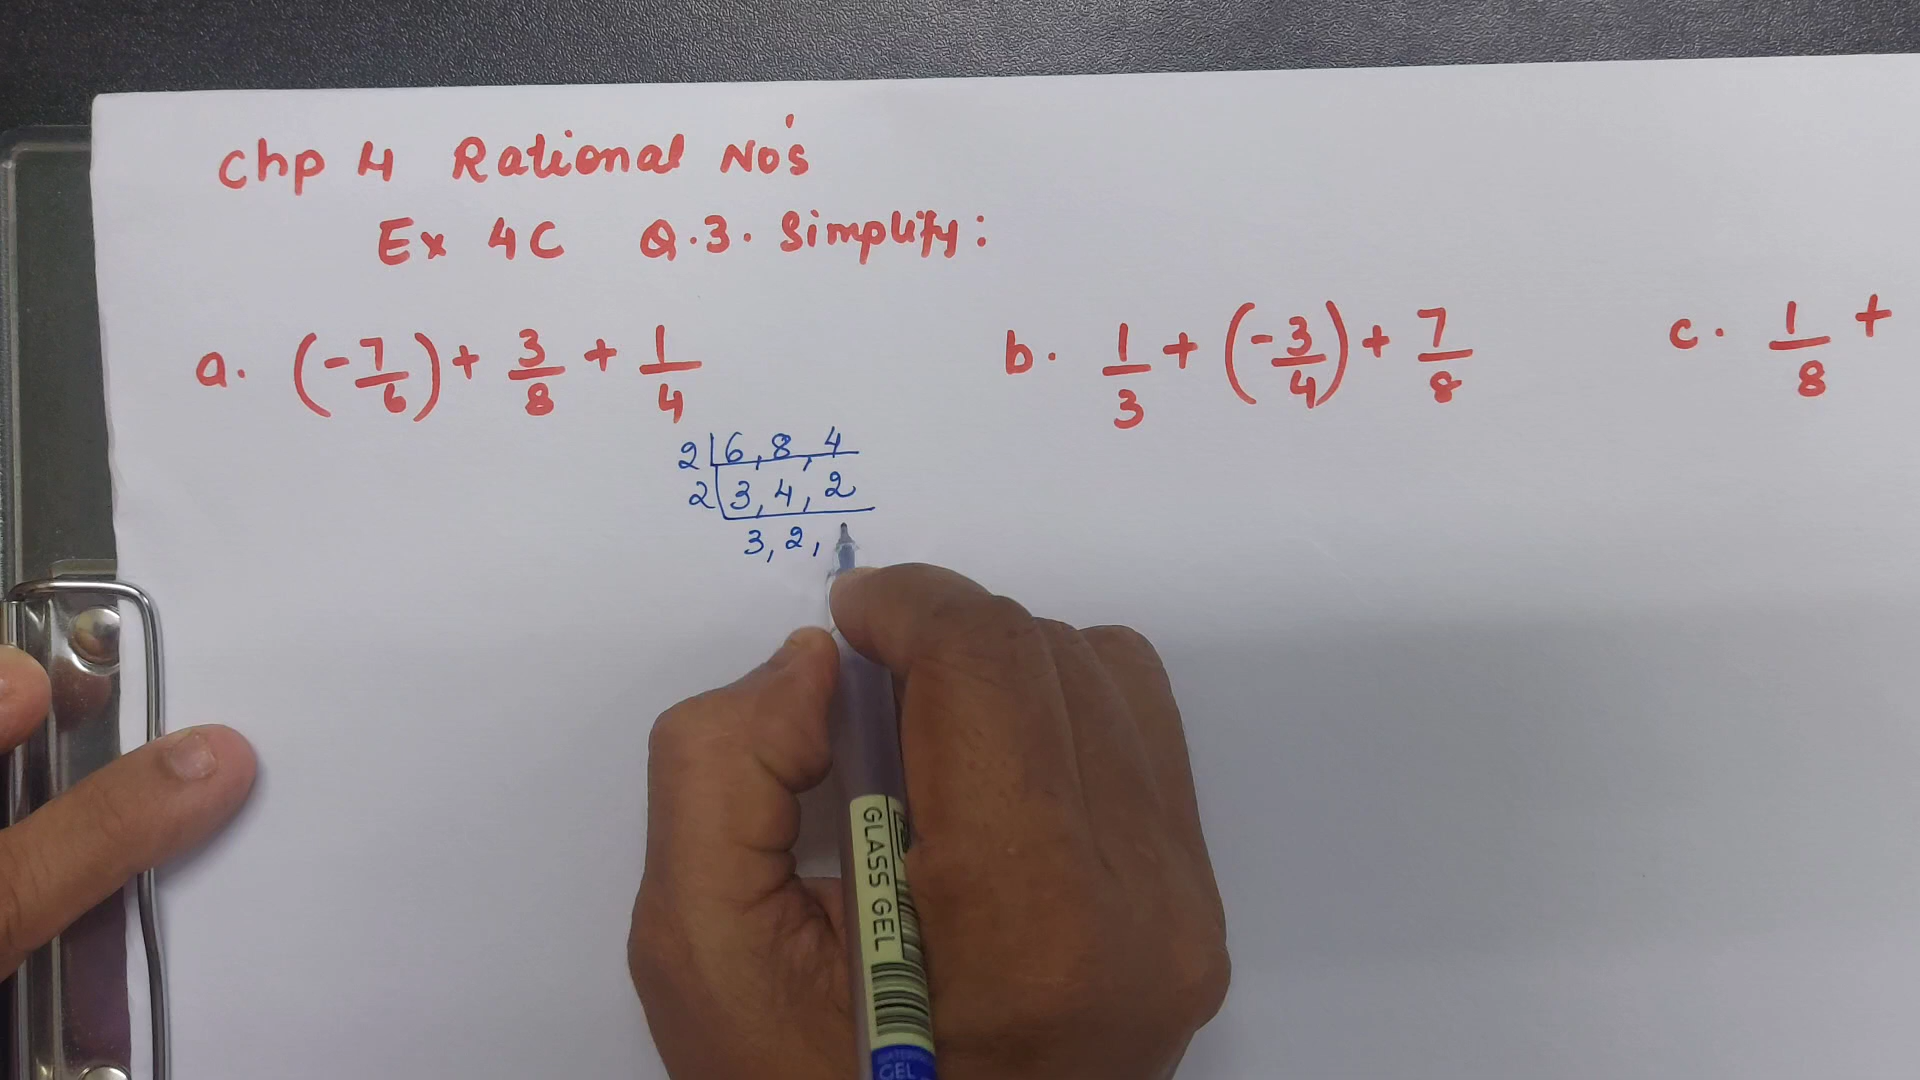 Chp 4 Rational No's
Ex 4C Q.3. Simplify:
a. (-7/6) + 3/8 + 1/4
b. 1/3 + (-3/4) + 7/8
c. 1/8 +
2 | 6, 8, 4
2 | 3, 4, 2
3, 2,
GLASS GEL
GEL